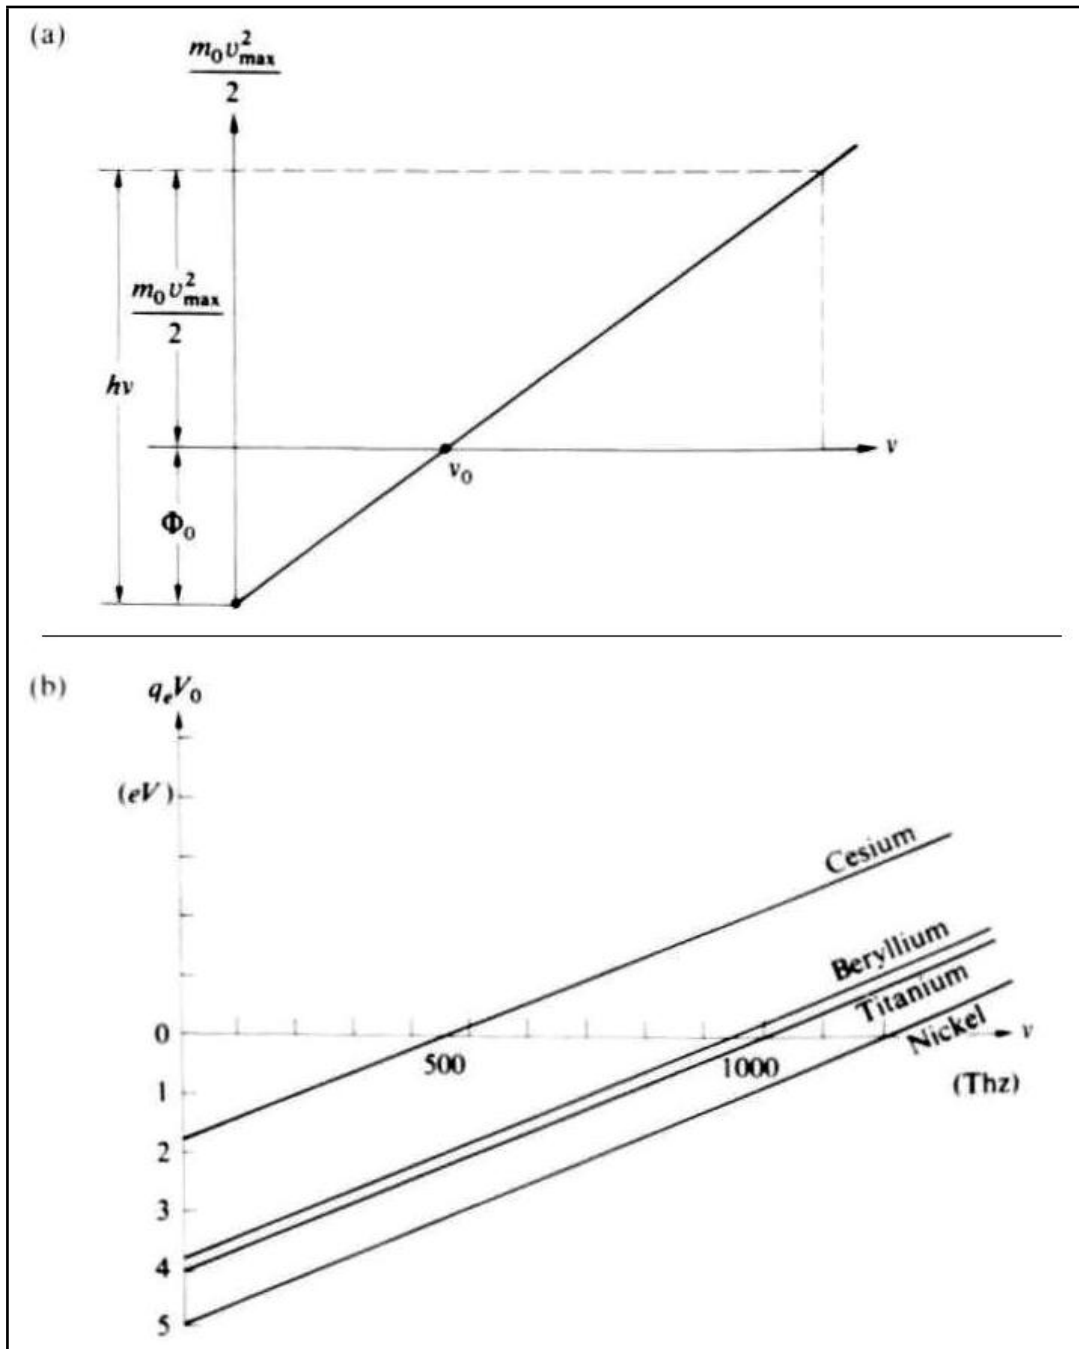 (a)
m₀v²max
2
m₀v²max
2
hν
ν
ν₀
Φ₀
(b)
qₑV₀
(eV)
Cesium
Beryllium
Titanium
Nickel
0
500
1000
ν
(Thz)
1
2
3
4
5